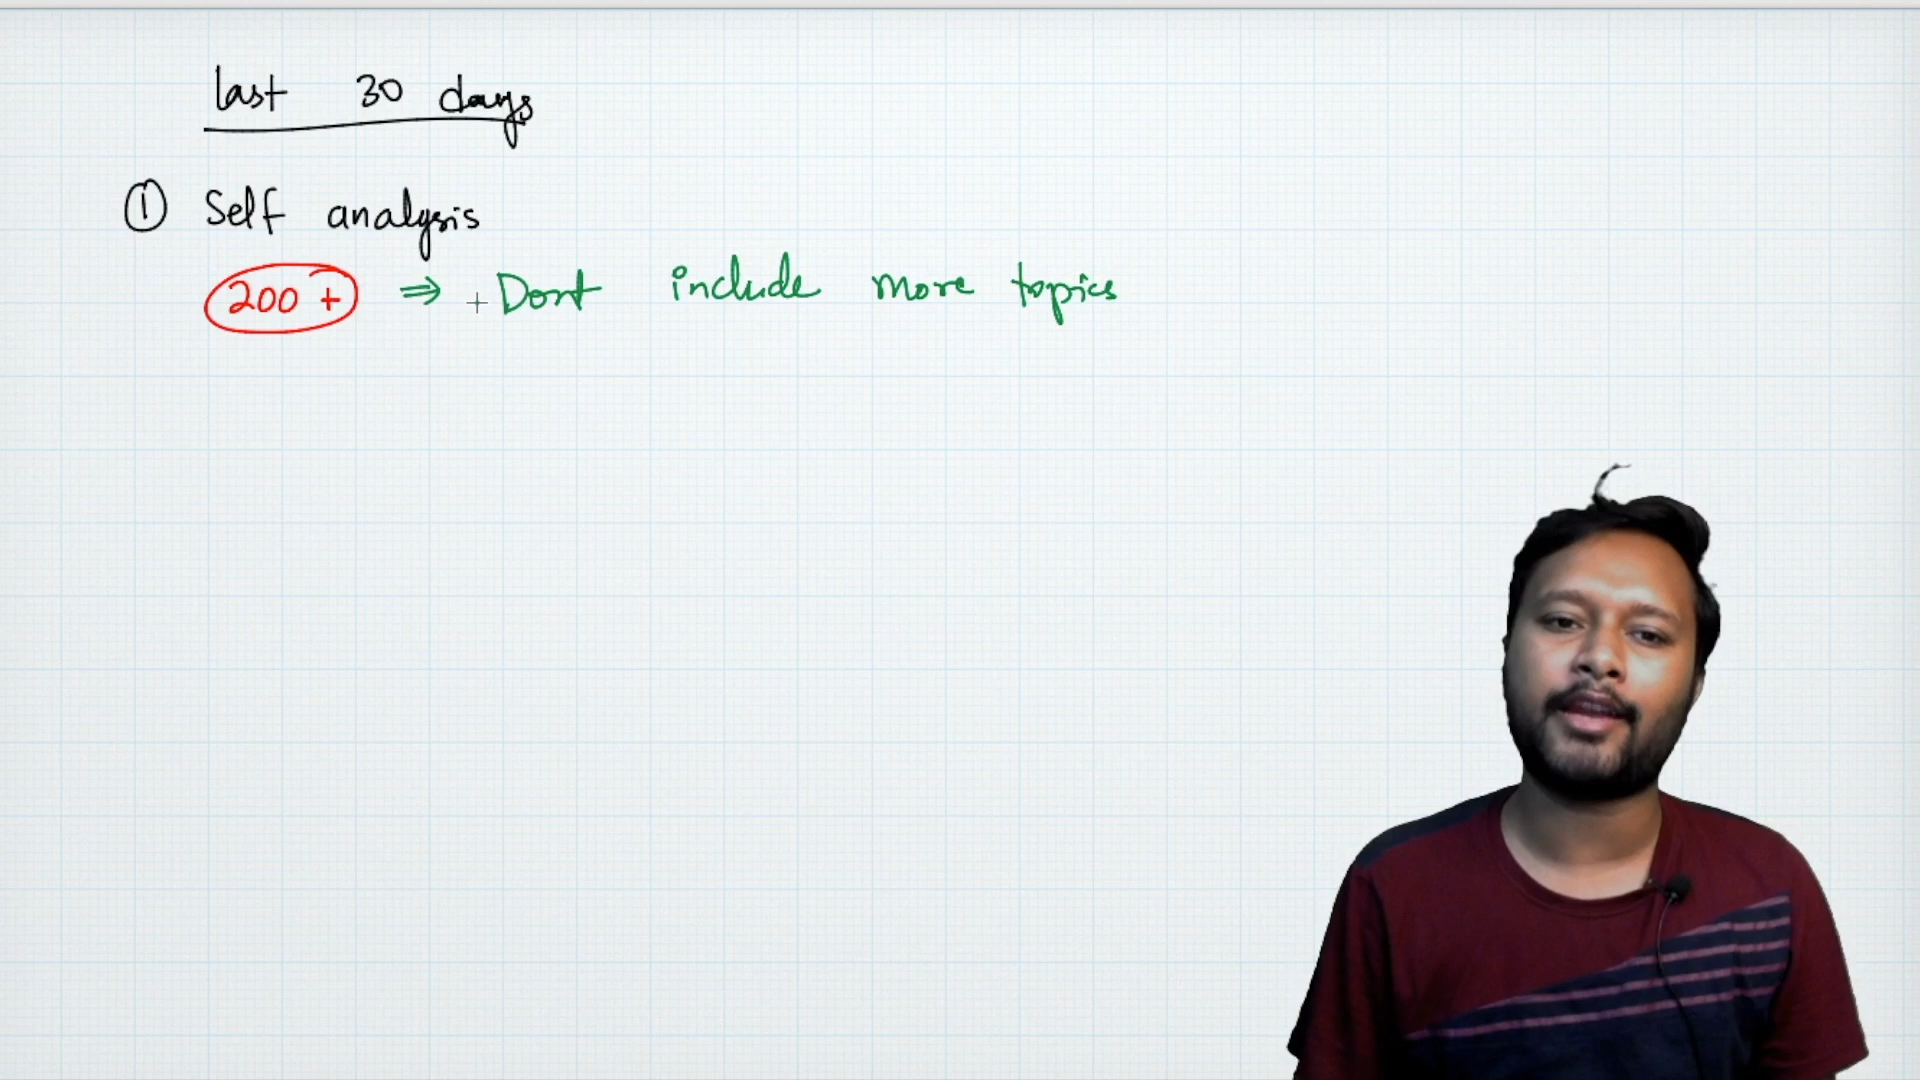 last 30 days
① Self analysis
200 + ⇒ Dont include more topics